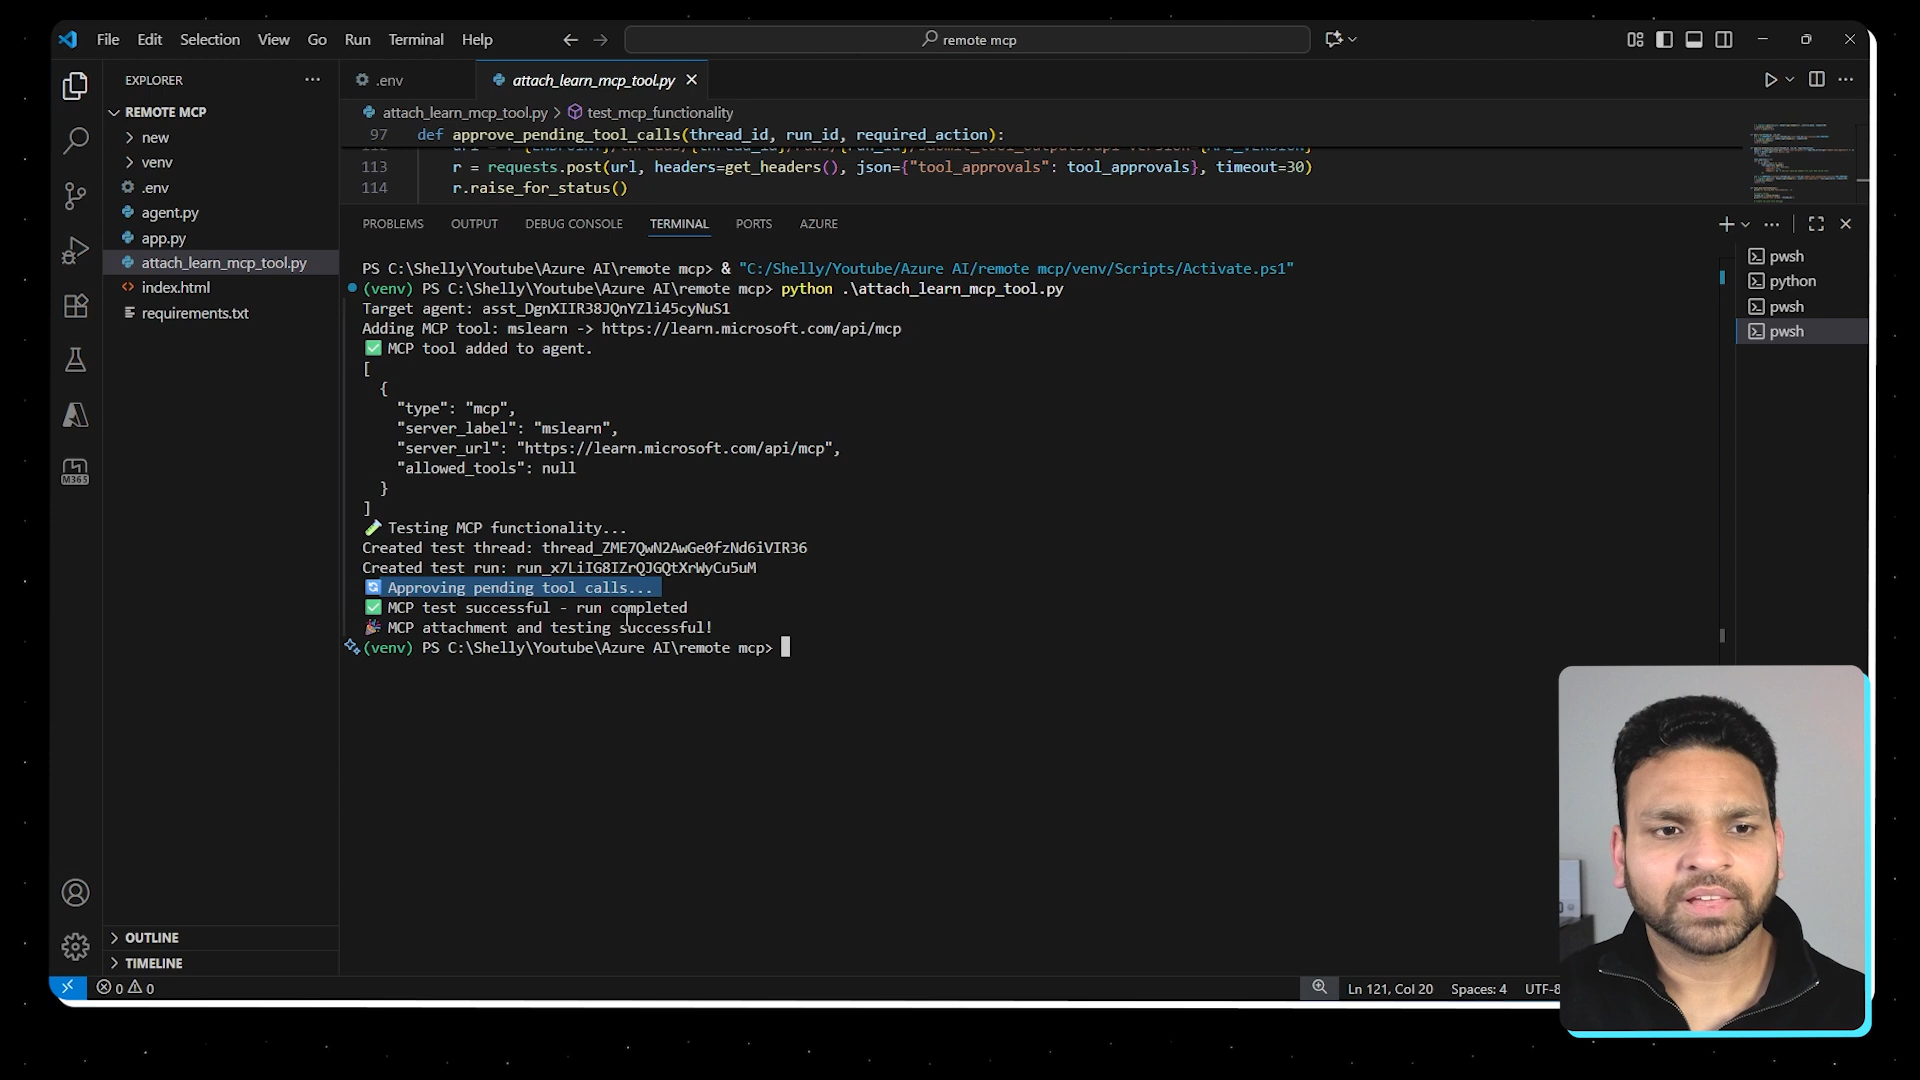 File Edit Selection View Go Run Terminal Help
remote mcp
EXPLORER
REMOTE MCP
new
venv
.env
agent.py
app.py
attach_learn_mcp_tool.py
index.html
requirements.txt
OUTLINE
TIMELINE
M365
.env
attach_learn_mcp_tool.py
attach_learn_mcp_tool.py > test_mcp_functionality
97 def approve_pending_tool_calls(thread_id, run_id, required_action):
113 r = requests.post(url, headers=get_headers(), json={"tool_approvals": tool_approvals}, timeout=30)
114 r.raise_for_status()
PROBLEMS OUTPUT DEBUG CONSOLE TERMINAL PORTS AZURE
PS C:\Shelly\Youtube\Azure AI\remote mcp> & "C:/Shelly/Youtube/Azure AI/remote mcp/venv/Scripts/Activate.ps1"
(venv) PS C:\Shelly\Youtube\Azure AI\remote mcp> python .\attach_learn_mcp_tool.py
Target agent: asst_DgnXIIR38JQnYZli45cyNuS1
Adding MCP tool: mslearn -> https://learn.microsoft.com/api/mcp
✅ MCP tool added to agent.
[
{
"type": "mcp",
"server_label": "mslearn",
"server_url": "https://learn.microsoft.com/api/mcp",
"allowed_tools": null
}
]
🧪 Testing MCP functionality...
Created test thread: thread_ZME7QwN2AwGe0fzNd6iVIR36
Created test run: run_x7LiIG8IZrQJGQtXrWyCu5uM
🔄 Approving pending tool calls...
✅ MCP test successful - run completed
🎉 MCP attachment and testing successful!
(venv) PS C:\Shelly\Youtube\Azure AI\remote mcp>
pwsh
python
pwsh
pwsh
0 0
Ln 121, Col 20 Spaces: 4 UTF-8